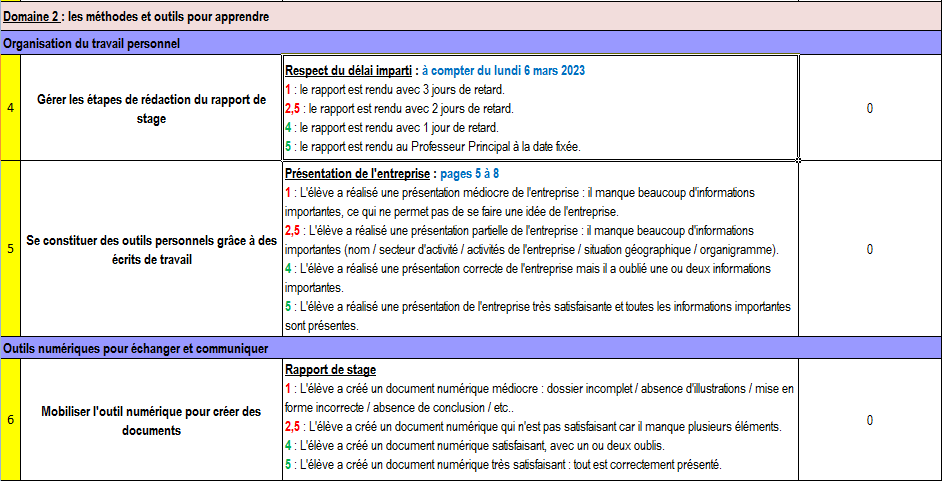 Domaine 2 : les méthodes et outils pour apprendre
Organisation du travail personnel
4
Gérer les étapes de rédaction du rapport de
stage
Respect du délai imparti : à compter du lundi 6 mars 2023
1 : le rapport est rendu avec 3 jours de retard.
2,5 : le rapport est rendu avec 2 jours de retard.
4 : le rapport est rendu avec 1 jour de retard.
5 : le rapport est rendu au Professeur Principal à la date fixée.
0
5
Se constituer des outils personnels grâce à des
écrits de travail
Présentation de l'entreprise : pages 5 à 8
1 : L'élève a réalisé une présentation médiocre de l'entreprise : il manque beaucoup d'informations
importantes, ce qui ne permet pas de se faire une idée de l'entreprise.
2,5 : L'élève a réalisé une présentation partielle de l'entreprise : il manque beaucoup d'informations
importantes (nom / secteur d'activité / activités de l'entreprise / situation géographique / organigramme).
4 : L'élève a réalisé une présentation correcte de l'entreprise mais il a oublié une ou deux informations
importantes.
5 : L'élève a réalisé une présentation de l'entreprise très satisfaisante et toutes les informations importantes
sont présentes.
0
Outils numériques pour échanger et communiquer
6
Mobiliser l'outil numérique pour créer des
documents
Rapport de stage
1 : L'élève a créé un document numérique médiocre : dossier incomplet / absence d'illustrations / mise en
forme incorrecte / absence de conclusion / etc..
2,5 : L'élève a créé un document numérique qui n'est pas satisfaisant car il manque plusieurs éléments.
4 : L'élève a créé un document numérique satisfaisant, avec un ou deux oublis.
5 : L'élève a créé un document numérique très satisfaisant : tout est correctement présenté.
0